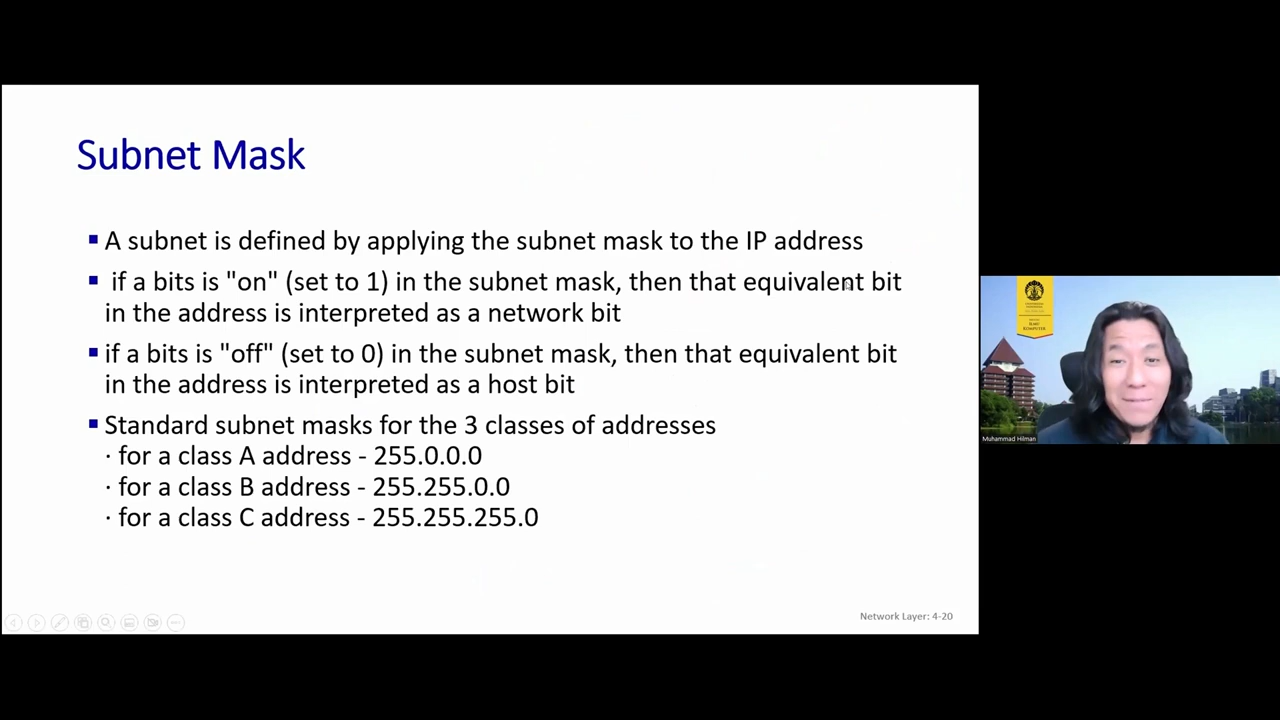 Subnet Mask
▪ A subnet is defined by applying the subnet mask to the IP address
▪ if a bits is "on" (set to 1) in the subnet mask, then that equivalent bit
in the address is interpreted as a network bit
▪ if a bits is "off" (set to 0) in the subnet mask, then that equivalent bit
in the address is interpreted as a host bit
▪ Standard subnet masks for the 3 classes of addresses
· for a class A address - 255.0.0.0
· for a class B address - 255.255.0.0
· for a class C address - 255.255.255.0
Network Layer: 4-20
ILMU
KOMPUTER
Muhammad Hilman